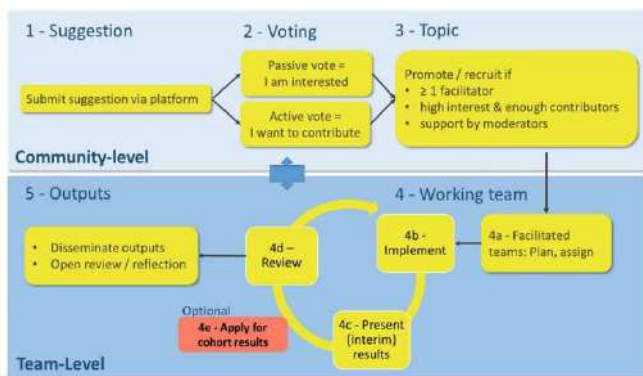 1 - Suggestion
2 - Voting
3 - Topic
Submit suggestion via platform
Passive vote =
I am interested
Active vote =
I want to contribute
Promote / recruit if
• ≥ 1 facilitator
• high interest & enough contributors
• support by moderators
Community-level
5 - Outputs
4 - Working team
• Disseminate outputs
• Open review / reflection
4d –
Review
4b -
Implement
4a - Facilitated
teams: Plan, assign
Optional
4e - Apply for
cohort results
4c - Present
(interim)
results
Team-Level